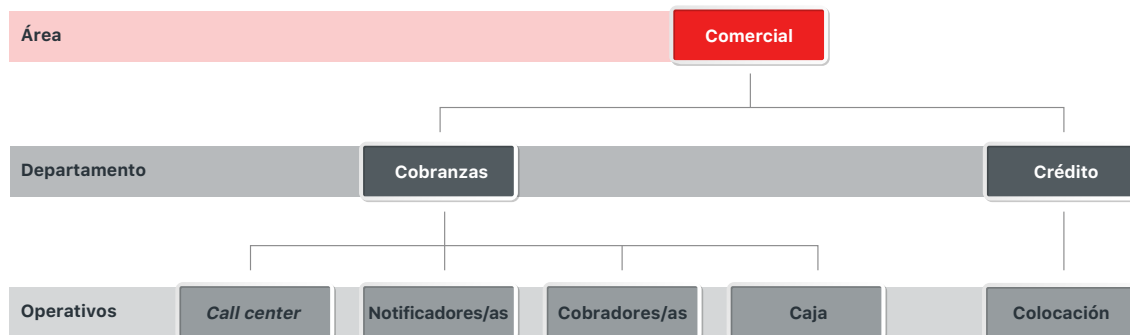 Área
Comercial
Departamento
Cobranzas
Crédito
Operativos
Call center
Notificadores/as
Cobradores/as
Caja
Colocación